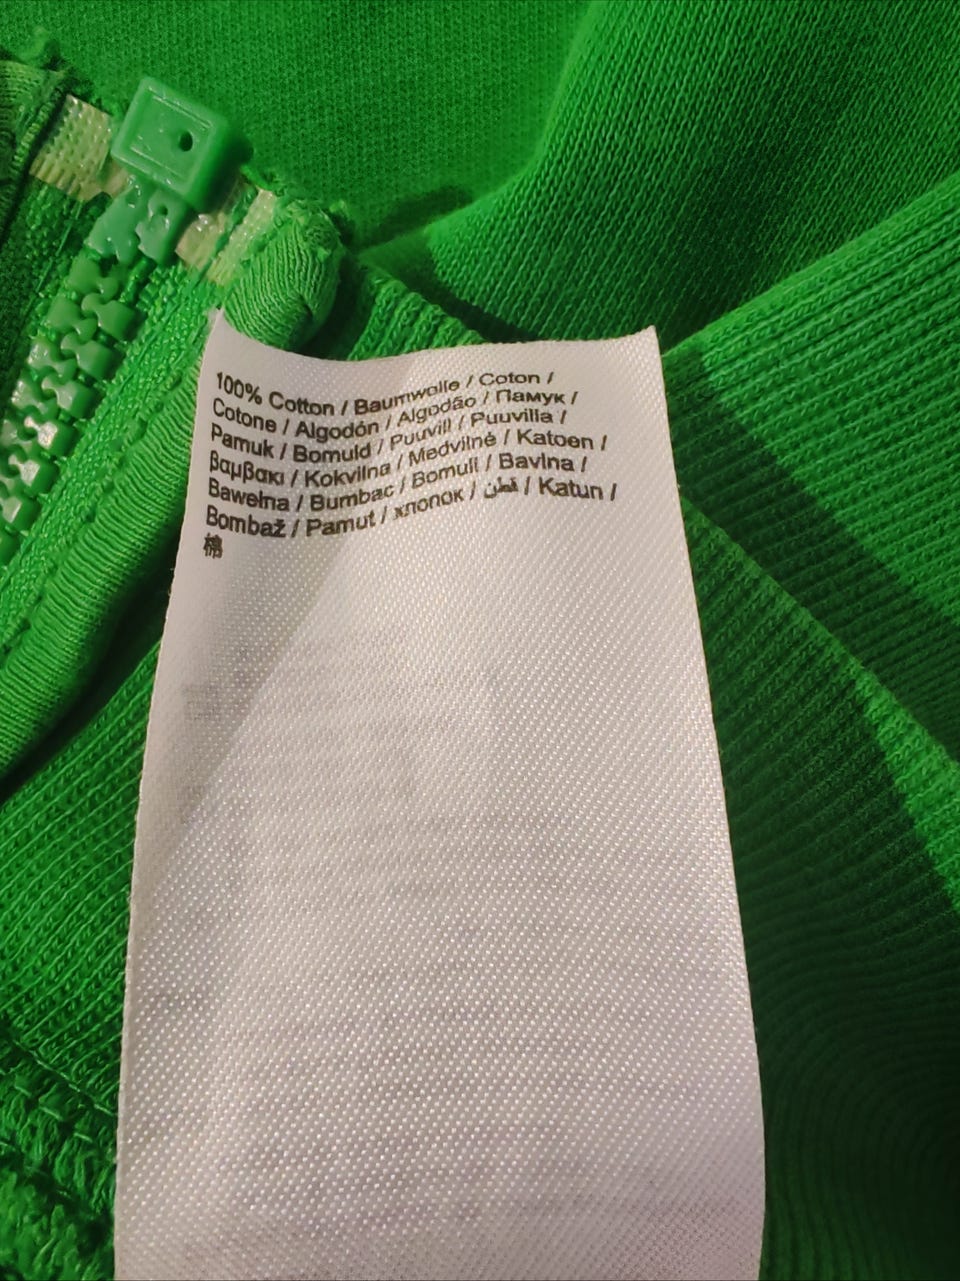 100% Cotton / Baumwolle / Coton /
Cotone / Algodón / Algodão / Памук /
Pamuk / Bomuld / Puuvill / Puuvilla /
βαμβακι / Kokvilna / Medvilnė / Katoen /
Bawełna / Bumbac / Bomull / Bavlna /
Bombaž / Pamut / хлопок / قطن / Katun /
棉